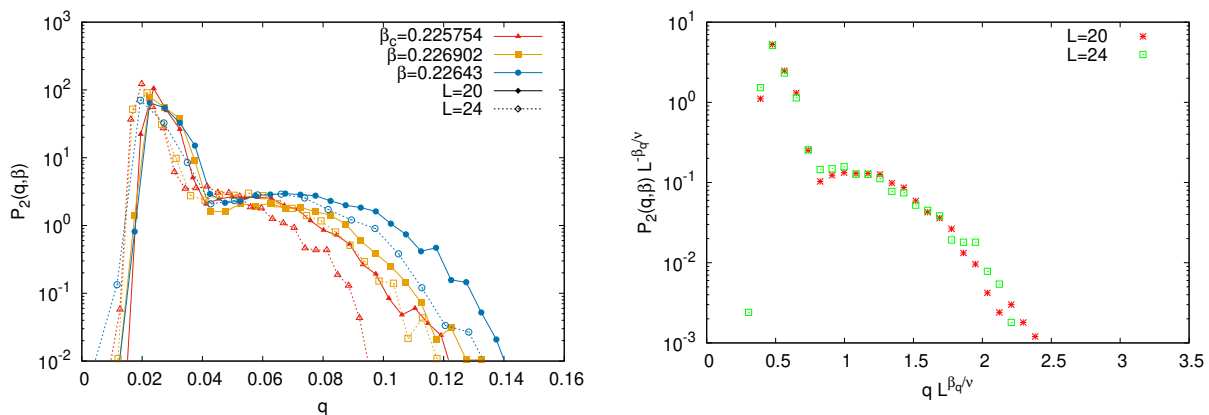 P₂(q,β)
10³
10²
10¹
10⁰
10⁻¹
10⁻²
0 0.02 0.04 0.06 0.08 0.1 0.12 0.14 0.16
q
β_c=0.225754
β=0.226902
β=0.22643
L=20
L=24
P₂(q,β) L^{-β_q/ν}
10¹
10⁰
10⁻¹
10⁻²
10⁻³
0 0.5 1 1.5 2 2.5 3 3.5
q L^{β_q/ν}
L=20
L=24